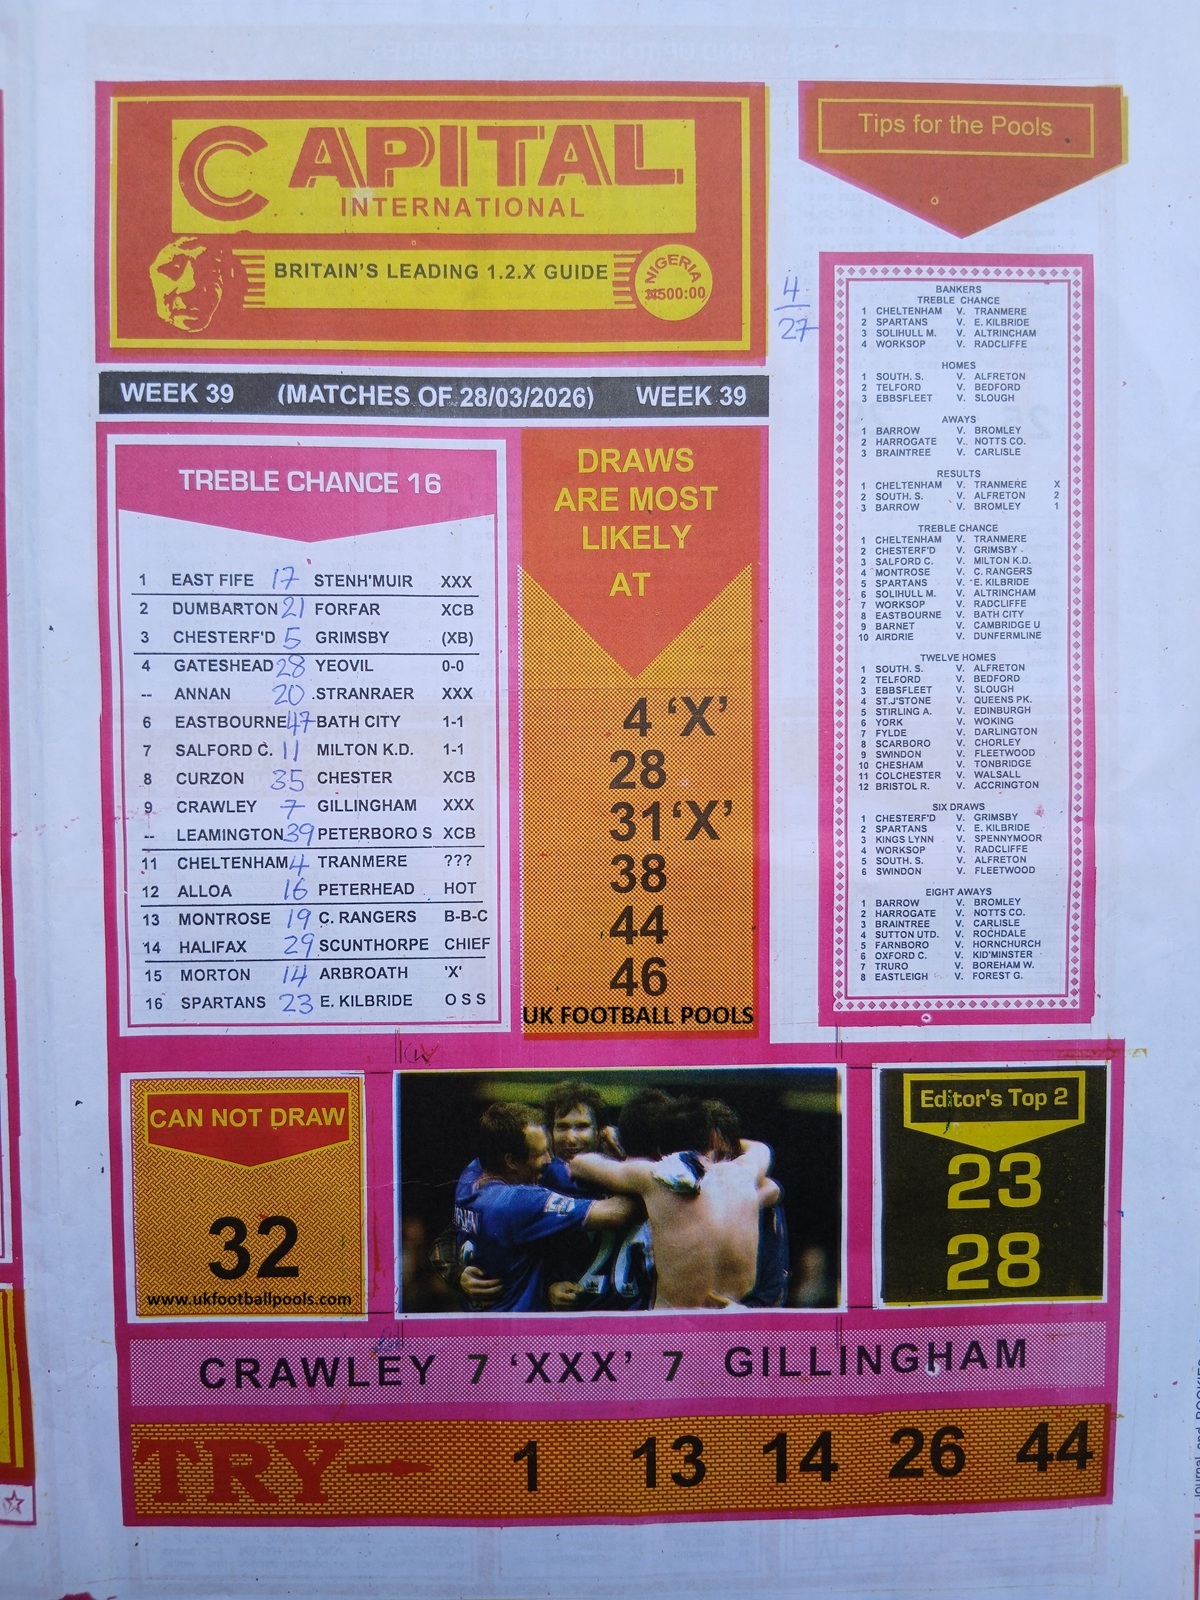 CAPITAL
INTERNATIONAL
BRITAIN'S LEADING 1.2.X GUIDE
NIGERIA
₦500:00
WEEK 39 (MATCHES OF 28/03/2026) WEEK 39
TREBLE CHANCE 16
1 EAST FIFE 17 STENH'MUIR XXX
2 DUMBARTON 21 FORFAR XCB
3 CHESTERF'D 5 GRIMSBY (XB)
4 GATESHEAD 28 YEOVIL 0-0
-- ANNAN 20 STRANRAER XXX
6 EASTBOURNE 47 BATH CITY 1-1
7 SALFORD C. 11 MILTON K.D. 1-1
8 CURZON 35 CHESTER XCB
9 CRAWLEY 7 GILLINGHAM XXX
-- LEAMINGTON 39 PETERBORO S XCB
11 CHELTENHAM 4 TRANMERE ???
12 ALLOA 16 PETERHEAD HOT
13 MONTROSE 19 C. RANGERS B-B-C
14 HALIFAX 29 SCUNTHORPE CHIEF
15 MORTON 14 ARBROATH 'X'
16 SPARTANS 23 E. KILBRIDE O S S
DRAWS
ARE MOST
LIKELY
AT
4 'X'
28
31 'X'
38
44
46
UK FOOTBALL POOLS
Tips for the Pools
4
27
BANKERS
TREBLE CHANCE
1 CHELTENHAM V. TRANMERE
2 SPARTANS V. E. KILBRIDE
3 SOLIHULL M. V. ALTRINCHAM
4 WORKSOP V. RADCLIFFE
HOMES
1 SOUTH. S. V. ALFRETON
2 TELFORD V. BEDFORD
3 EBBSFLEET V. SLOUGH
AWAYS
1 BARROW V. BROMLEY
2 HARROGATE V. NOTTS CO.
3 BRAINTREE V. CARLISLE
RESULTS
1 CHELTENHAM V. TRANMERE X
2 SOUTH. S. V. ALFRETON 2
3 BARROW V. BROMLEY 1
TREBLE CHANCE
1 CHELTENHAM V. TRANMERE
2 CHESTERF'D V. GRIMSBY
3 SALFORD C. V. MILTON K.D.
4 MONTROSE V. C. RANGERS
5 SPARTANS V. E. KILBRIDE
6 SOLIHULL M. V. ALTRINCHAM
7 WORKSOP V. RADCLIFFE
8 EASTBOURNE V. BATH CITY
9 BARNET V. CAMBRIDGE U
10 AIRDRIE V. DUNFERMLINE
TWELVE HOMES
1 SOUTH. S. V. ALFRETON
2 TELFORD V. BEDFORD
3 EBBSFLEET V. SLOUGH
4 ST.J'STONE V. QUEENS PK.
5 STIRLING A. V. EDINBURGH
6 YORK V. WOKING
7 FYLDE V. DARLINGTON
8 SCARBORO V. CHORLEY
9 SWINDON V. FLEETWOOD
10 CHESHAM V. TONBRIDGE
11 COLCHESTER V. WALSALL
12 BRISTOL R. V. ACCRINGTON
SIX DRAWS
1 CHESTERF'D V. GRIMSBY
2 SPARTANS V. E. KILBRIDE
3 KINGS LYNN V. SPENNYMOOR
4 WORKSOP V. RADCLIFFE
5 SOUTH. S. V. ALFRETON
6 SWINDON V. FLEETWOOD
EIGHT AWAYS
1 BARROW V. BROMLEY
2 HARROGATE V. NOTTS CO.
3 BRAINTREE V. CARLISLE
4 SUTTON UTD. V. ROCHDALE
5 FARNBORO V. HORNCHURCH
6 OXFORD C. V. KID'MINSTER
7 TRURO V. BOREHAM W.
8 EASTLEIGH V. FOREST G.
CAN NOT DRAW
32
www.ukfootballpools.com
Editor's Top 2
23
28
CRAWLEY 7 'XXX' 7 GILLINGHAM
TRY 1 13 14 26 44